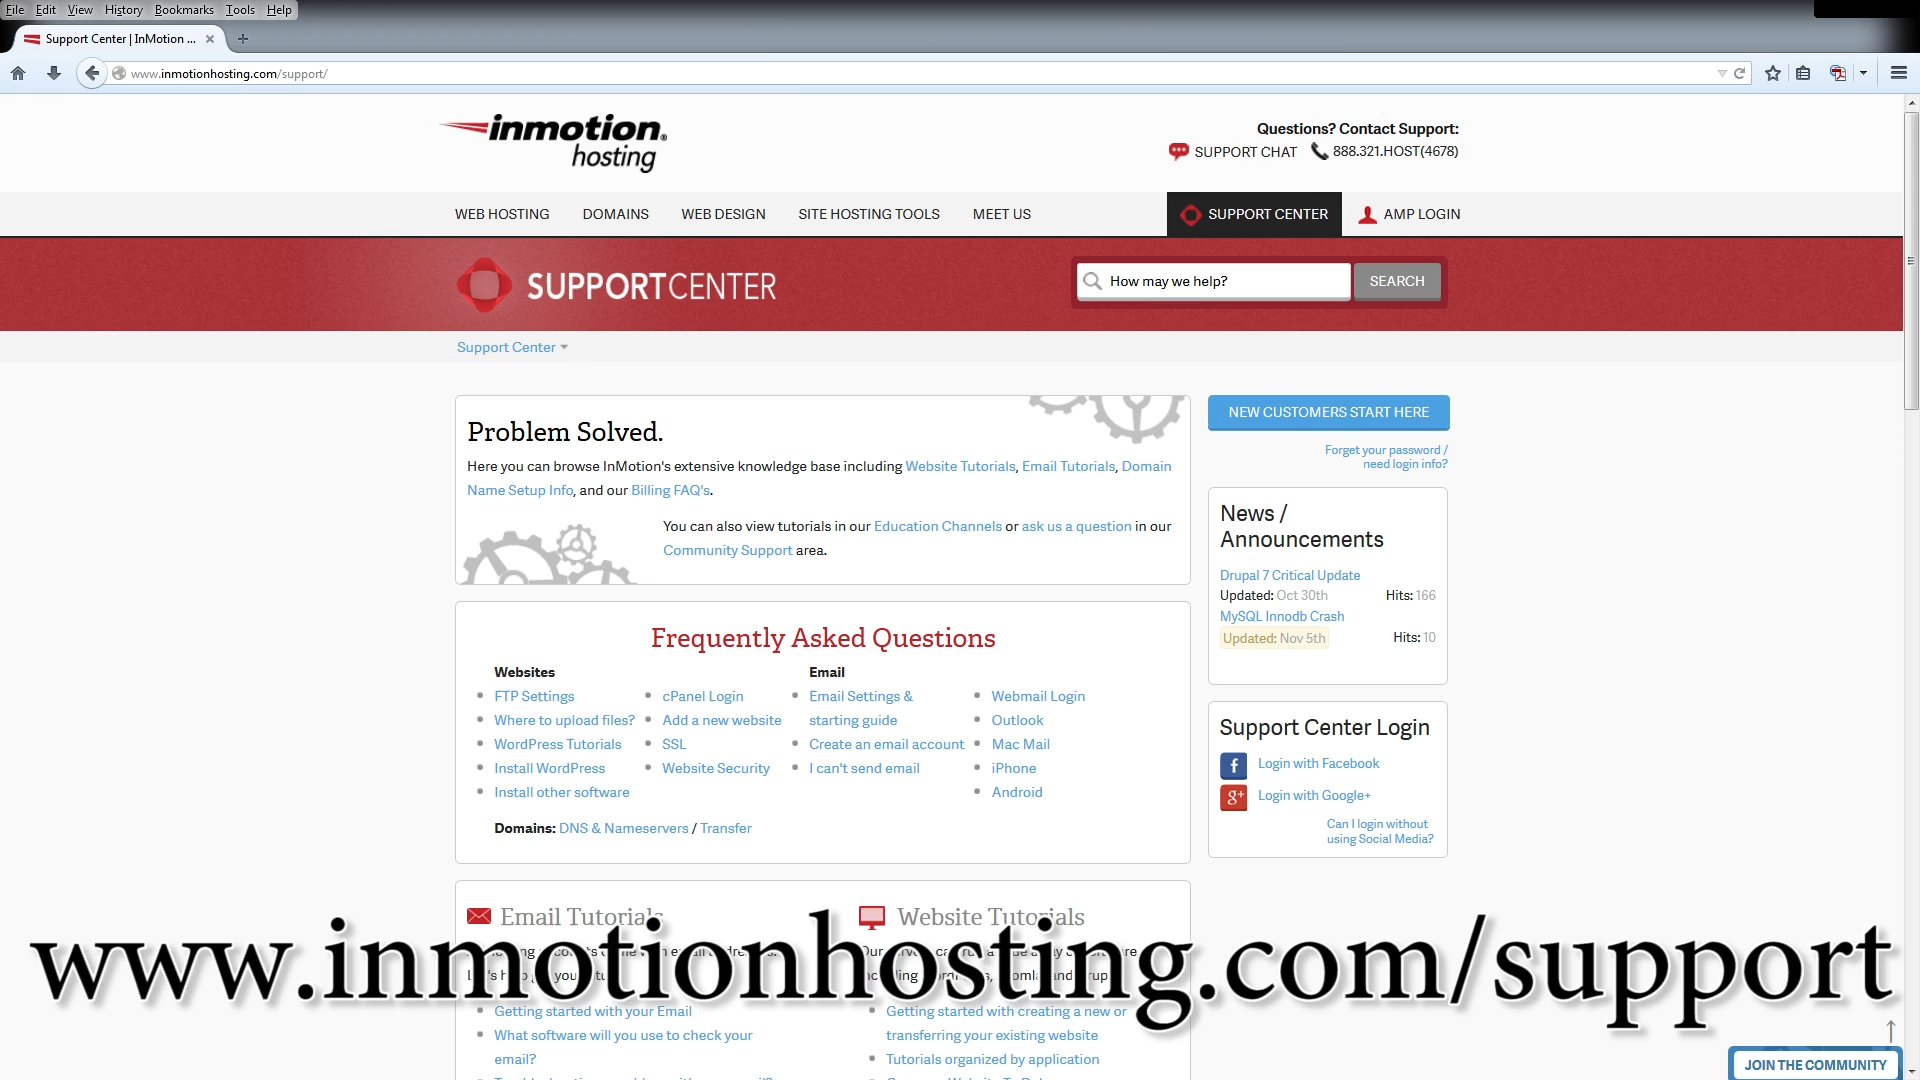 File Edit View History Bookmarks Tools Help
Support Center | InMotion ...
www.inmotionhosting.com/support/
inmotion®
hosting
Questions? Contact Support:
SUPPORT CHAT 888.321.HOST(4678)
WEB HOSTING DOMAINS WEB DESIGN SITE HOSTING TOOLS MEET US SUPPORT CENTER AMP LOGIN
SUPPORTCENTER
How may we help? SEARCH
Support Center
Problem Solved.
Here you can browse InMotion's extensive knowledge base including Website Tutorials, Email Tutorials, Domain
Name Setup Info, and our Billing FAQ's.
You can also view tutorials in our Education Channels or ask us a question in our
Community Support area.
NEW CUSTOMERS START HERE
Forget your password /
need login info?
News /
Announcements
Drupal 7 Critical Update
Updated: Oct 30th Hits: 166
MySQL Innodb Crash
Updated: Nov 5th Hits: 10
Frequently Asked Questions
Websites
FTP Settings
Where to upload files?
WordPress Tutorials
Install WordPress
Install other software
cPanel Login
Add a new website
SSL
Website Security
Email
Email Settings &
starting guide
Create an email account
I can't send email
Webmail Login
Outlook
Mac Mail
iPhone
Android
Domains: DNS & Nameservers / Transfer
Support Center Login
Login with Facebook
Login with Google+
Can I login without
using Social Media?
Email Tutorials
Website Tutorials
www.inmotionhosting.com/support
Getting started with your Email
What software will you use to check your
email?
Getting started with creating a new or
transferring your existing website
Tutorials organized by application
JOIN THE COMMUNITY